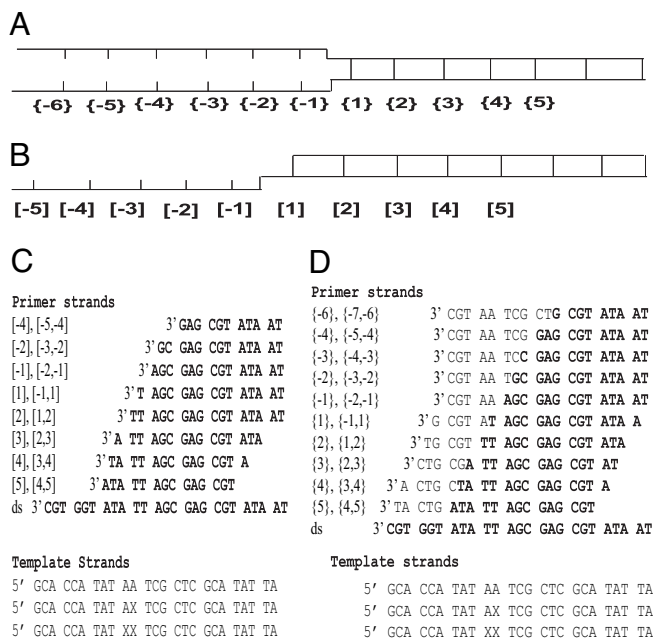 A
{-6} {-5} {-4} {-3} {-2} {-1} {1} {2} {3} {4} {5}
B
[-5] [-4] [-3] [-2] [-1] [1] [2] [3] [4] [5]
C
Primer strands
[-4], [-5,-4] 3' GAG CGT ATA AT
[-2], [-3,-2] 3' GC GAG CGT ATA AT
[-1], [-2,-1] 3' AGC GAG CGT ATA AT
[1], [-1,1] 3' T AGC GAG CGT ATA AT
[2], [1,2] 3' TT AGC GAG CGT ATA AT
[3], [2,3] 3' A TT AGC GAG CGT ATA
[4], [3,4] 3' TA TT AGC GAG CGT A
[5], [4,5] 3' ATA TT AGC GAG CGT
ds 3' CGT GGT ATA TT AGC GAG CGT ATA AT
Template Strands
5' GCA CCA TAT AA TCG CTC GCA TAT TA
5' GCA CCA TAT AX TCG CTC GCA TAT TA
5' GCA CCA TAT XX TCG CTC GCA TAT TA
D
Primer strands
{-6}, {-7,-6} 3' CGT AA TCG CTG CGT ATA AT
{-4}, {-5,-4} 3' CGT AA TCG GAG CGT ATA AT
{-3}, {-4,-3} 3' CGT AA TCC GAG CGT ATA AT
{-2}, {-3,-2} 3' CGT AA TGC GAG CGT ATA AT
{-1}, {-2,-1} 3' CGT AA AGC GAG CGT ATA AT
{1}, {-1,1} 3' G CGT AT AGC GAG CGT ATA A
{2}, {1,2} 3' TG CGT TT AGC GAG CGT ATA
{3}, {2,3} 3' CTG CGA TT AGC GAG CGT AT
{4}, {3,4} 3' A CTG CTA TT AGC GAG CGT A
{5}, {4,5} 3' TA CTG ATA TT AGC GAG CGT
ds 3' CGT GGT ATA TT AGC GAG CGT ATA AT
Template strands
5' GCA CCA TAT AA TCG CTC GCA TAT TA
5' GCA CCA TAT AX TCG CTC GCA TAT TA
5' GCA CCA TAT XX TCG CTC GCA TAT TA